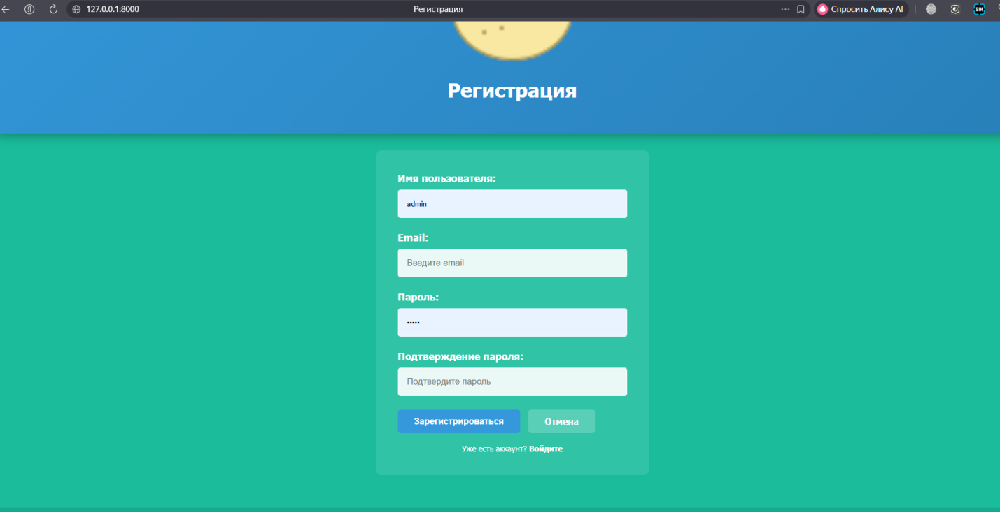 127.0.0.1:8000
Регистрация
Спросить Алису AI
SIH
Регистрация
Имя пользователя:
admin
Email:
Введите email
Пароль:
•••••
Подтверждение пароля:
Подтвердите пароль
Зарегистрироваться
Отмена
Уже есть аккаунт? Войдите